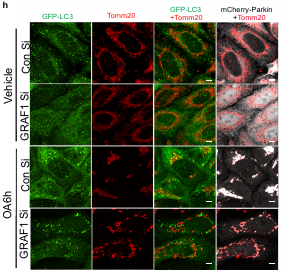 h
GFP-LC3 Tomm20 GFP-LC3 +Tomm20 mCherry-Parkin +Tomm20
Vehicle
Con Si
GRAF1 Si
OA6h
Con Si
GRAF1 Si